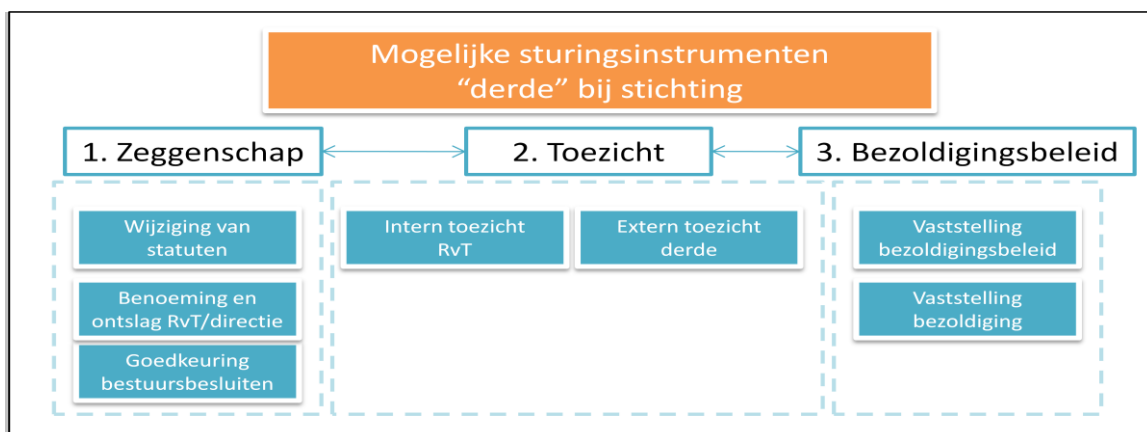 Mogelijke sturingsinstrumenten
“derde” bij stichting
1. Zeggenschap
2. Toezicht
3. Bezoldigingsbeleid
Wijziging van
statuten
Benoeming en
ontslag RvT/directie
Goedkeuring
bestuursbesluiten
Intern toezicht
RvT
Extern toezicht
derde
Vaststelling
bezoldigingsbeleid
Vaststelling
bezoldiging